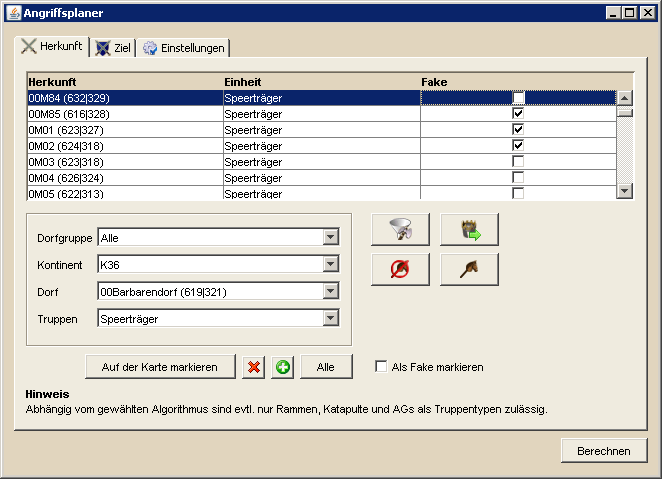 Angriffsplaner
Herkunft Ziel Einstellungen
Herkunft Einheit Fake
00M84 (632|329) Speerträger
00M85 (616|328) Speerträger
0M01 (623|327) Speerträger
0M02 (624|318) Speerträger
0M03 (623|318) Speerträger
0M04 (626|324) Speerträger
0M05 (622|313) Speerträger
Dorfgruppe Alle
Kontinent K36
Dorf 00Barbarendorf (619|321)
Truppen Speerträger
Auf der Karte markieren Alle Als Fake markieren
Hinweis
Abhängig vom gewählten Algorithmus sind evtl. nur Rammen, Katapulte und AGs als Truppentypen zulässig.
Berechnen